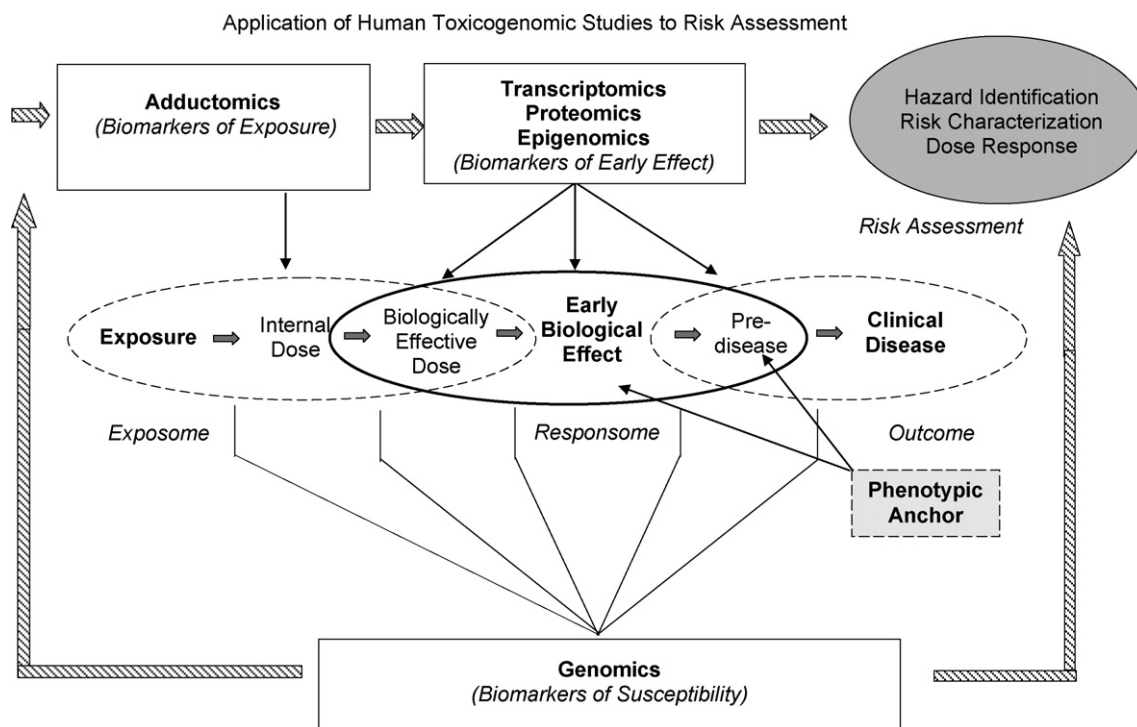 Application of Human Toxicogenomic Studies to Risk Assessment
Adductomics
(Biomarkers of Exposure)
Transcriptomics
Proteomics
Epigenomics
(Biomarkers of Early Effect)
Hazard Identification
Risk Characterization
Dose Response
Risk Assessment
Exposure
Internal
Dose
Biologically
Effective
Dose
Early
Biological
Effect
Pre-
disease
Clinical
Disease
Exposome
Responsome
Outcome
Phenotypic
Anchor
Genomics
(Biomarkers of Susceptibility)